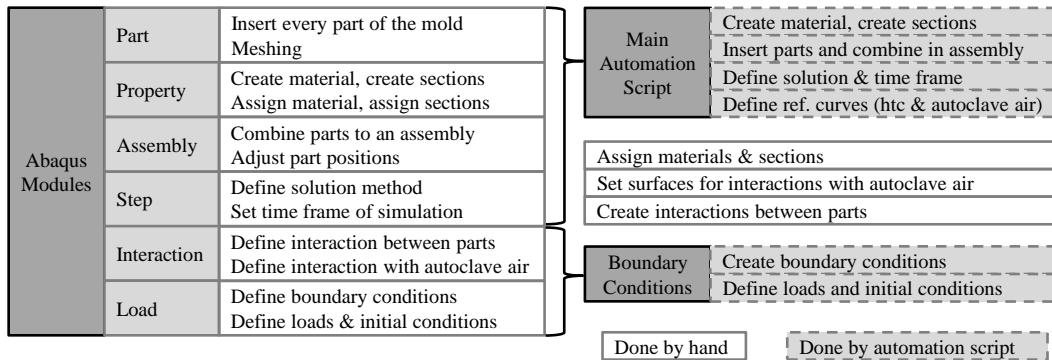 Abaqus
Modules
Part
Insert every part of the mold
Meshing
Property
Create material, create sections
Assign material, assign sections
Assembly
Combine parts to an assembly
Adjust part positions
Step
Define solution method
Set time frame of simulation
Interaction
Define interaction between parts
Define interaction with autoclave air
Load
Define boundary conditions
Define loads & initial conditions
Main
Automation
Script
Create material, create sections
Insert parts and combine in assembly
Define solution & time frame
Define ref. curves (htc & autoclave air)
Assign materials & sections
Set surfaces for interactions with autoclave air
Create interactions between parts
Boundary
Conditions
Create boundary conditions
Define loads and initial conditions
Done by hand
Done by automation script